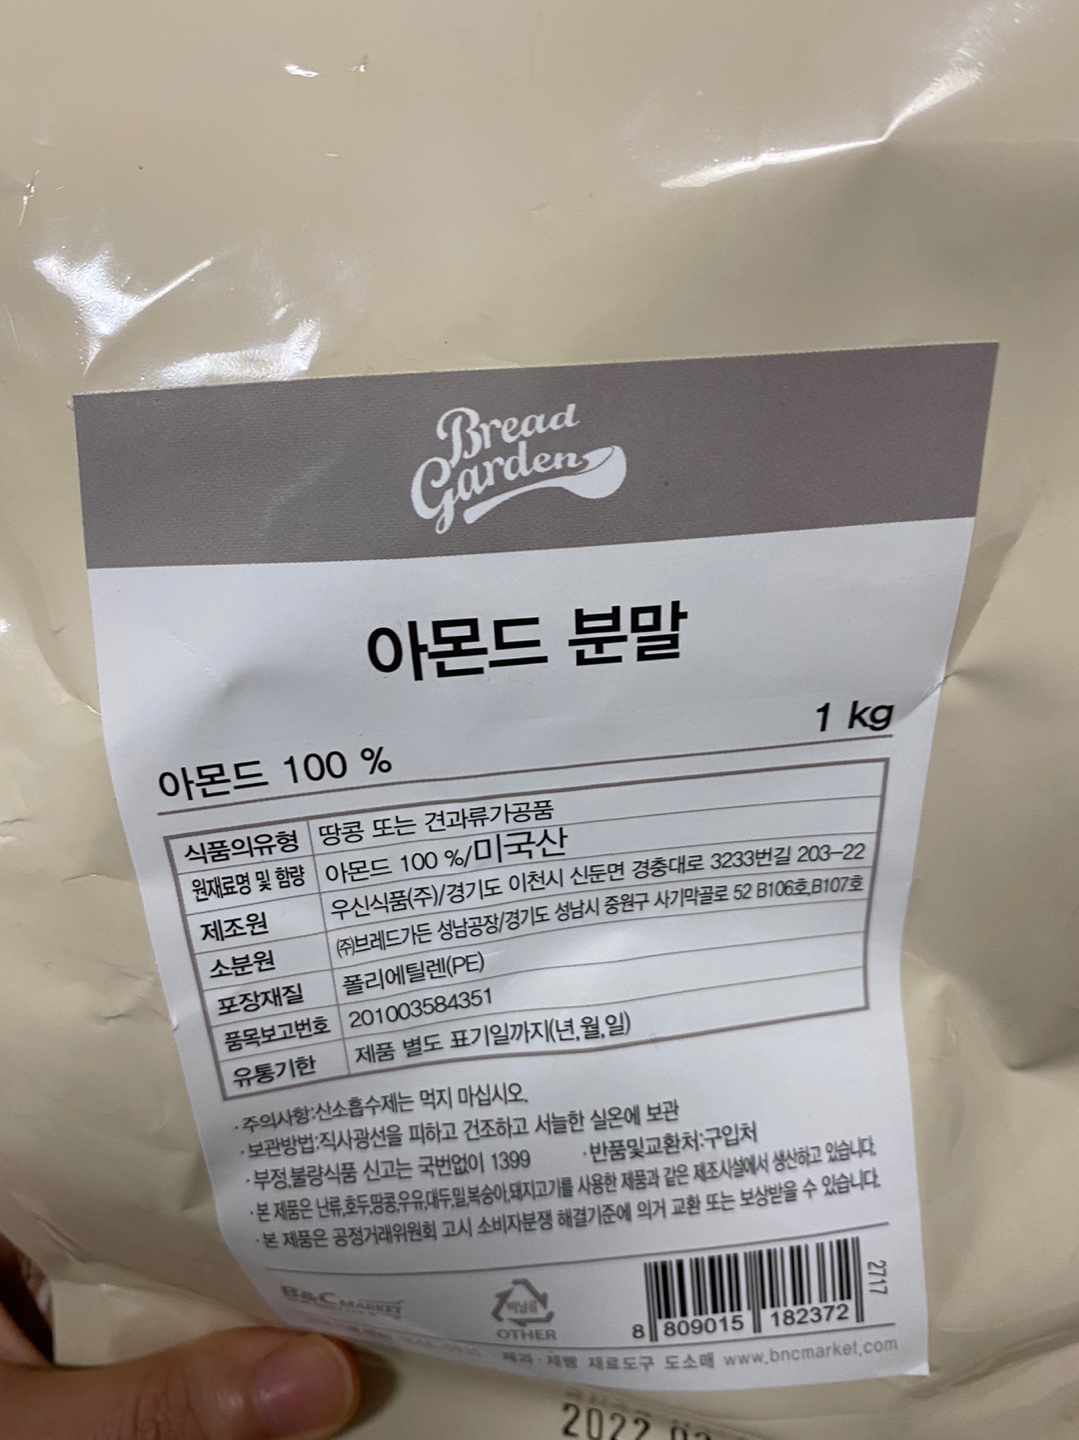 Bread
Garden
아몬드 분말
1 kg
아몬드 100 %
식품의유형 땅콩 또는 견과류가공품
원재료명 및 함량 아몬드 100 %/미국산
제조원 우신식품(주)/경기도 이천시 신둔면 경충대로 3233번길 203-22
소분원 (주)브레드가든 성남공장/경기도 성남시 중원구 사기막골로 52 B106호,B107호
포장재질 폴리에틸렌(PE)
품목보고번호 201003584351
유통기한 제품 별도 표기일까지(년,월,일)
·주의사항:산소흡수제는 먹지 마십시오.
·보관방법:직사광선을 피하고 건조하고 서늘한 실온에 보관
·부정,불량식품 신고는 국번없이 1399 ·반품및교환처:구입처
·본 제품은 난류,호두,땅콩,우유,대두,밀,복숭아,돼지고기를 사용한 제품과 같은 제조시설에서 생산하고 있습니다.
·본 제품은 공정거래위원회 고시 소비자분쟁 해결기준에 의거 교환 또는 보상받을 수 있습니다.
B&C MARKET
비닐류
OTHER
8 809015 182372
2717
제과·제빵 재료도구 도소매 www.bncmarket.com
2022